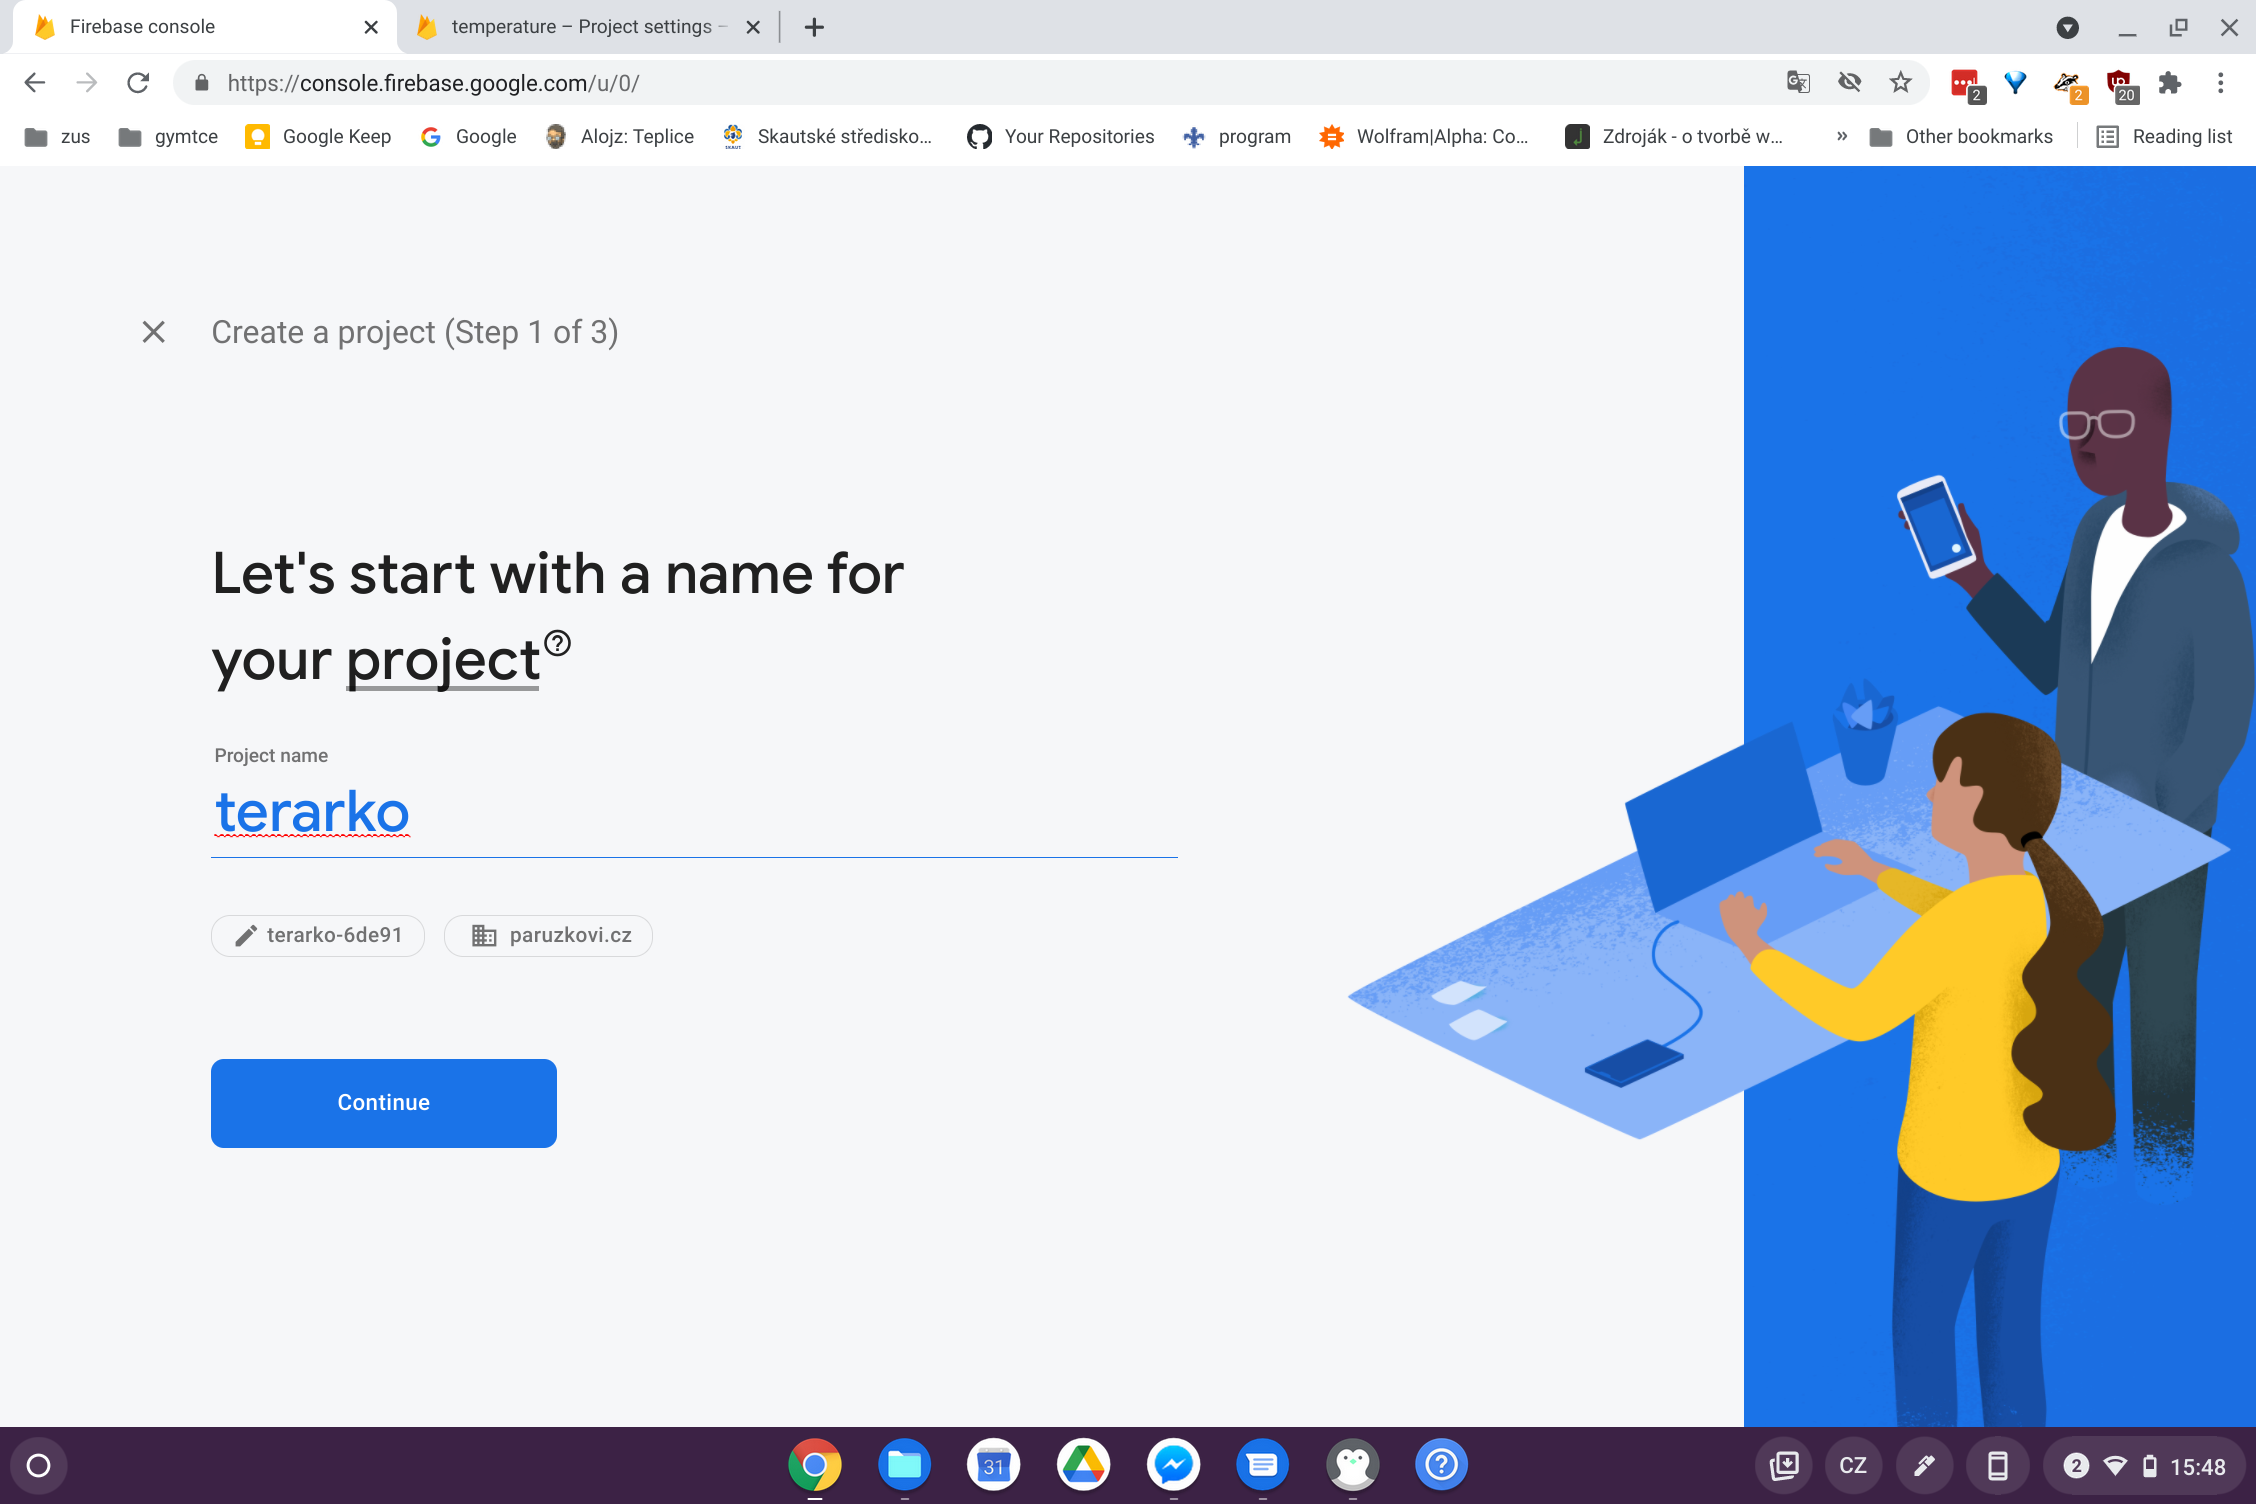 Firebase console
temperature – Project settings –
https://console.firebase.google.com/u/0/
2
2
20
zus
gymtce
Google Keep
Google
Alojz: Teplice
Skautské středisko...
Your Repositories
program
Wolfram|Alpha: Co...
Zdroják - o tvorbě w...
»
Other bookmarks
Reading list
Create a project (Step 1 of 3)
Let's start with a name for
your project
Project name
terarko
terarko-6de91
paruzkovi.cz
Continue
31
CZ
2
15:48